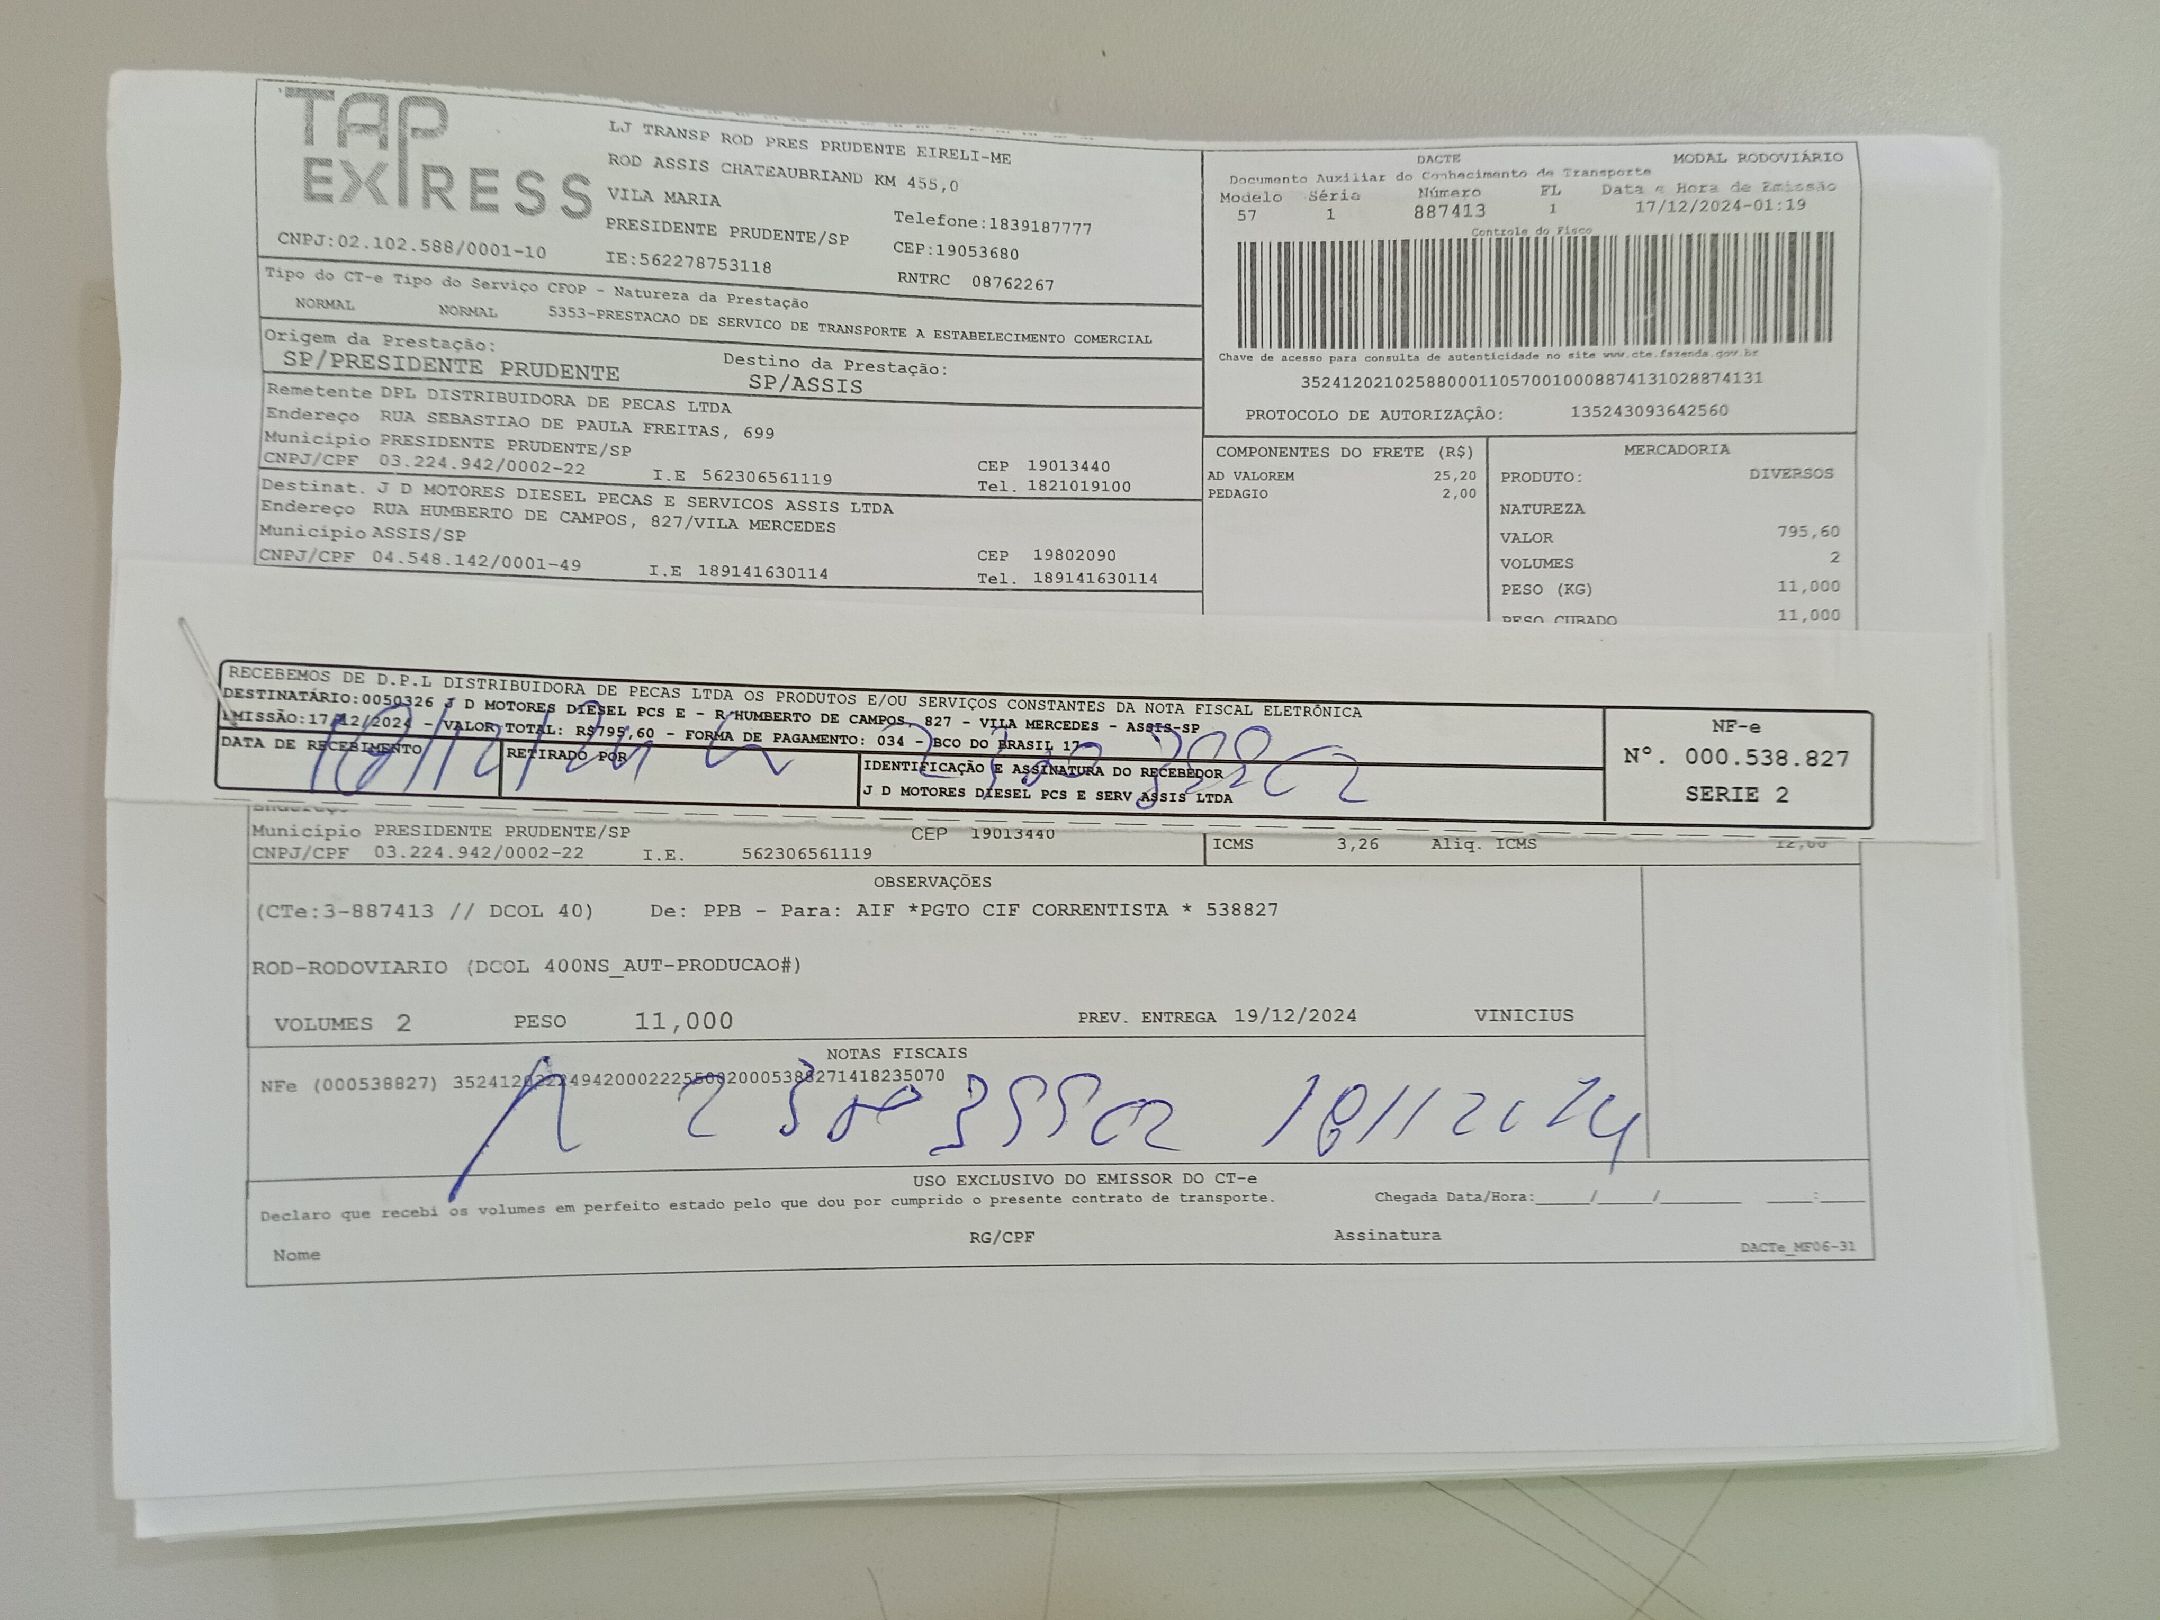 TAP
EXPRESS
LJ TRANSP ROD PRES PRUDENTE EIRELI-ME
ROD ASSIS CHATEAUBRIAND KM 455,0
VILA MARIA
PRESIDENTE PRUDENTE/SP Telefone:1839187777
CNPJ:02.102.588/0001-10 IE:562278753118 CEP:19053680
RNTRC 08762267
DACTE MODAL RODOVIÁRIO
Documento Auxiliar do Conhecimento de Transporte
Modelo Série Número FL Data e Hora de Emissão
57 1 887413 1 17/12/2024-01:19
Controle do Fisco
Chave de acesso para consulta de autenticidade no site www.cte.fazenda.gov.br
35241202102588000110570010008874131028874131
PROTOCOLO DE AUTORIZAÇÃO: 135243093642560
Tipo do CT-e Tipo do Serviço CFOP - Natureza da Prestação
NORMAL NORMAL 5353-PRESTACAO DE SERVICO DE TRANSPORTE A ESTABELECIMENTO COMERCIAL
Origem da Prestação: Destino da Prestação:
SP/PRESIDENTE PRUDENTE SP/ASSIS
Remetente DPL DISTRIBUIDORA DE PECAS LTDA
Endereço RUA SEBASTIAO DE PAULA FREITAS, 699
Município PRESIDENTE PRUDENTE/SP CEP 19013440
CNPJ/CPF 03.224.942/0002-22 I.E 562306561119 Tel. 1821019100
Destinat. J D MOTORES DIESEL PECAS E SERVICOS ASSIS LTDA
Endereço RUA HUMBERTO DE CAMPOS, 827/VILA MERCEDES
Município ASSIS/SP CEP 19802090
CNPJ/CPF 04.548.142/0001-49 I.E 189141630114 Tel. 189141630114
COMPONENTES DO FRETE (R$)
AD VALOREM 25,20
PEDAGIO 2,00
MERCADORIA
PRODUTO: DIVERSOS
NATUREZA
VALOR 795,60
VOLUMES 2
PESO (KG) 11,000
PESO CUBADO 11,000
RECEBEMOS DE D.P.L DISTRIBUIDORA DE PECAS LTDA OS PRODUTOS E/OU SERVIÇOS CONSTANTES DA NOTA FISCAL ELETRÔNICA
DESTINATÁRIO:0050326 J D MOTORES DIESEL PCS E - R HUMBERTO DE CAMPOS, 827 - VILA MERCEDES - ASSIS-SP
EMISSÃO:17/12/2024 - VALOR TOTAL: R$795,60 - FORMA DE PAGAMENTO: 034 - BCO DO BRASIL 17
DATA DE RECEBIMENTO RETIRADO POR IDENTIFICAÇÃO E ASSINATURA DO RECEBEDOR
J D MOTORES DIESEL PCS E SERV ASSIS LTDA
18/12/24
NF-e
Nº. 000.538.827
SERIE 2
Endereço
Município PRESIDENTE PRUDENTE/SP CEP 19013440
CNPJ/CPF 03.224.942/0002-22 I.E. 562306561119
ICMS 3,26 Aliq. ICMS 12,00
OBSERVAÇÕES
(CTe:3-887413 // DCOL 40) De: PPB - Para: AIF *PGTO CIF CORRENTISTA * 538827
ROD-RODOVIARIO (DCOL 400NS_AUT-PRODUCAO#)
VOLUMES 2 PESO 11,000 PREV. ENTREGA 19/12/2024 VINICIUS
NOTAS FISCAIS
NFe (000538827)
USO EXCLUSIVO DO EMISSOR DO CT-e
Declaro que recebi os volumes em perfeito estado pelo que dou por cumprido o presente contrato de transporte. Chegada Data/Hora:_____/_____/________ ____:____
Nome RG/CPF Assinatura DACTe_MF06-31